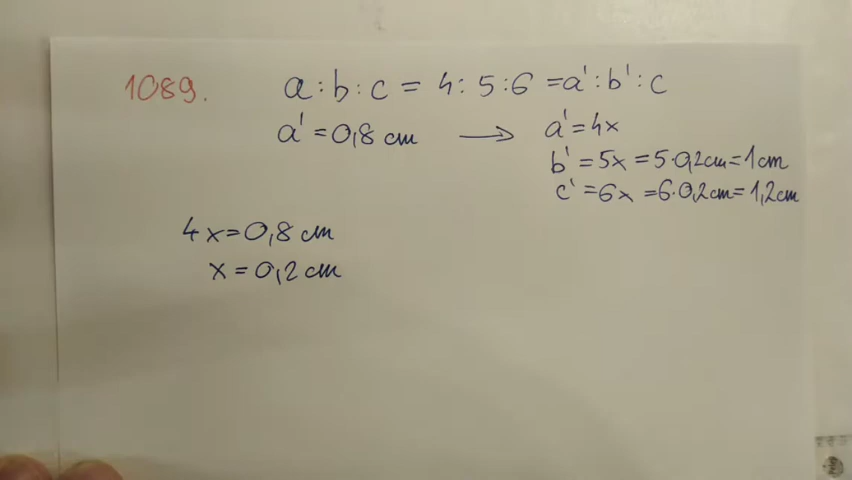 1089. a : b : c = 4 : 5 : 6 = a' : b' : c
a' = 0,8 cm → a' = 4x
b' = 5x = 5·0,2cm = 1cm
c' = 6x = 6·0,2cm = 1,2cm
4x = 0,8 cm
x = 0,2 cm